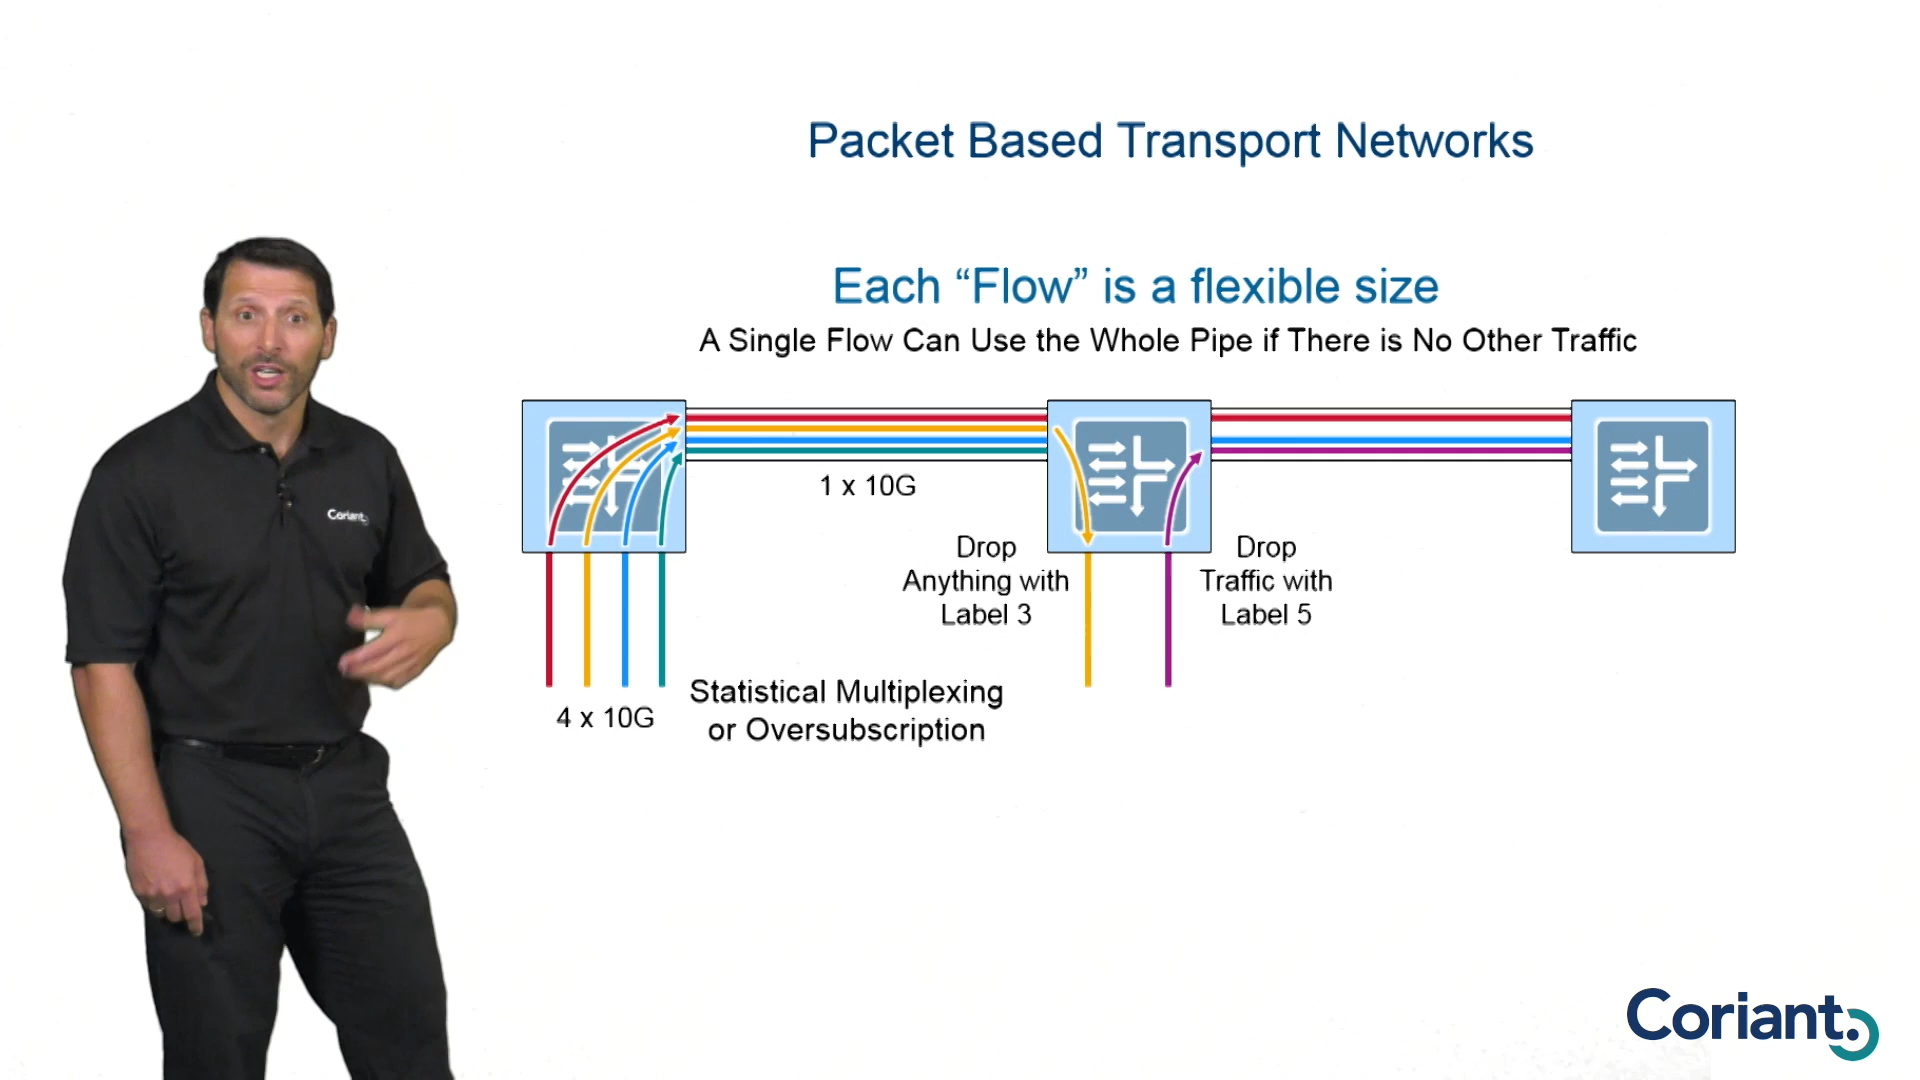 Packet Based Transport Networks
Each “Flow” is a flexible size
A Single Flow Can Use the Whole Pipe if There is No Other Traffic
1 x 10G
Drop
Anything with
Label 3
Drop
Traffic with
Label 5
4 x 10G
Statistical Multiplexing
or Oversubscription
Coriant
Coriant